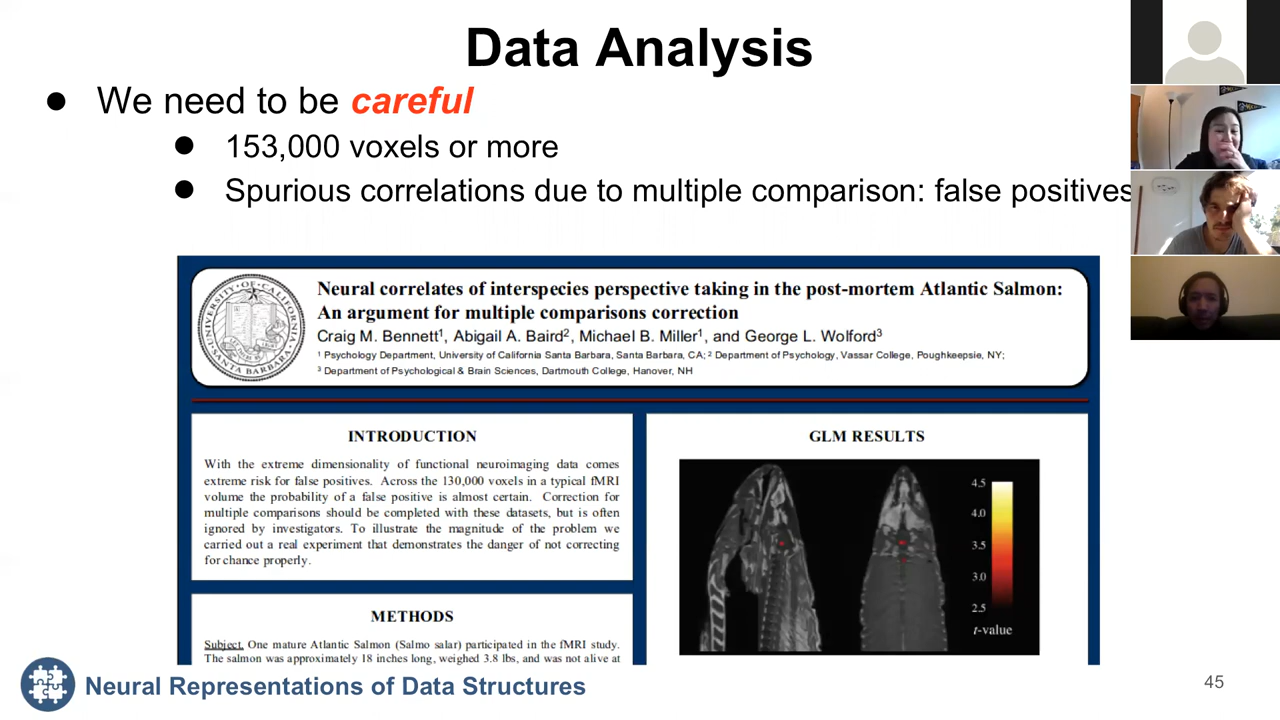 Data Analysis
● We need to be careful
● 153,000 voxels or more
● Spurious correlations due to multiple comparison: false positives
UNIVERSITY OF CALIFORNIA
SANTA BARBARA
Neural correlates of interspecies perspective taking in the post-mortem Atlantic Salmon:
An argument for multiple comparisons correction
Craig M. Bennett¹, Abigail A. Baird², Michael B. Miller¹, and George L. Wolford³
¹ Psychology Department, University of California Santa Barbara, Santa Barbara, CA; ² Department of Psychology, Vassar College, Poughkeepsie, NY;
³ Department of Psychological & Brain Sciences, Dartmouth College, Hanover, NH
INTRODUCTION
With the extreme dimensionality of functional neuroimaging data comes
extreme risk for false positives. Across the 130,000 voxels in a typical fMRI
volume the probability of a false positive is almost certain. Correction for
multiple comparisons should be completed with these datasets, but is often
ignored by investigators. To illustrate the magnitude of the problem we
carried out a real experiment that demonstrates the danger of not correcting
for chance properly.
METHODS
Subject. One mature Atlantic Salmon (Salmo salar) participated in the fMRI study.
The salmon was approximately 18 inches long, weighed 3.8 lbs, and was not alive at
GLM RESULTS
4.5
4.0
3.5
3.0
2.5
t-value
Neural Representations of Data Structures
45